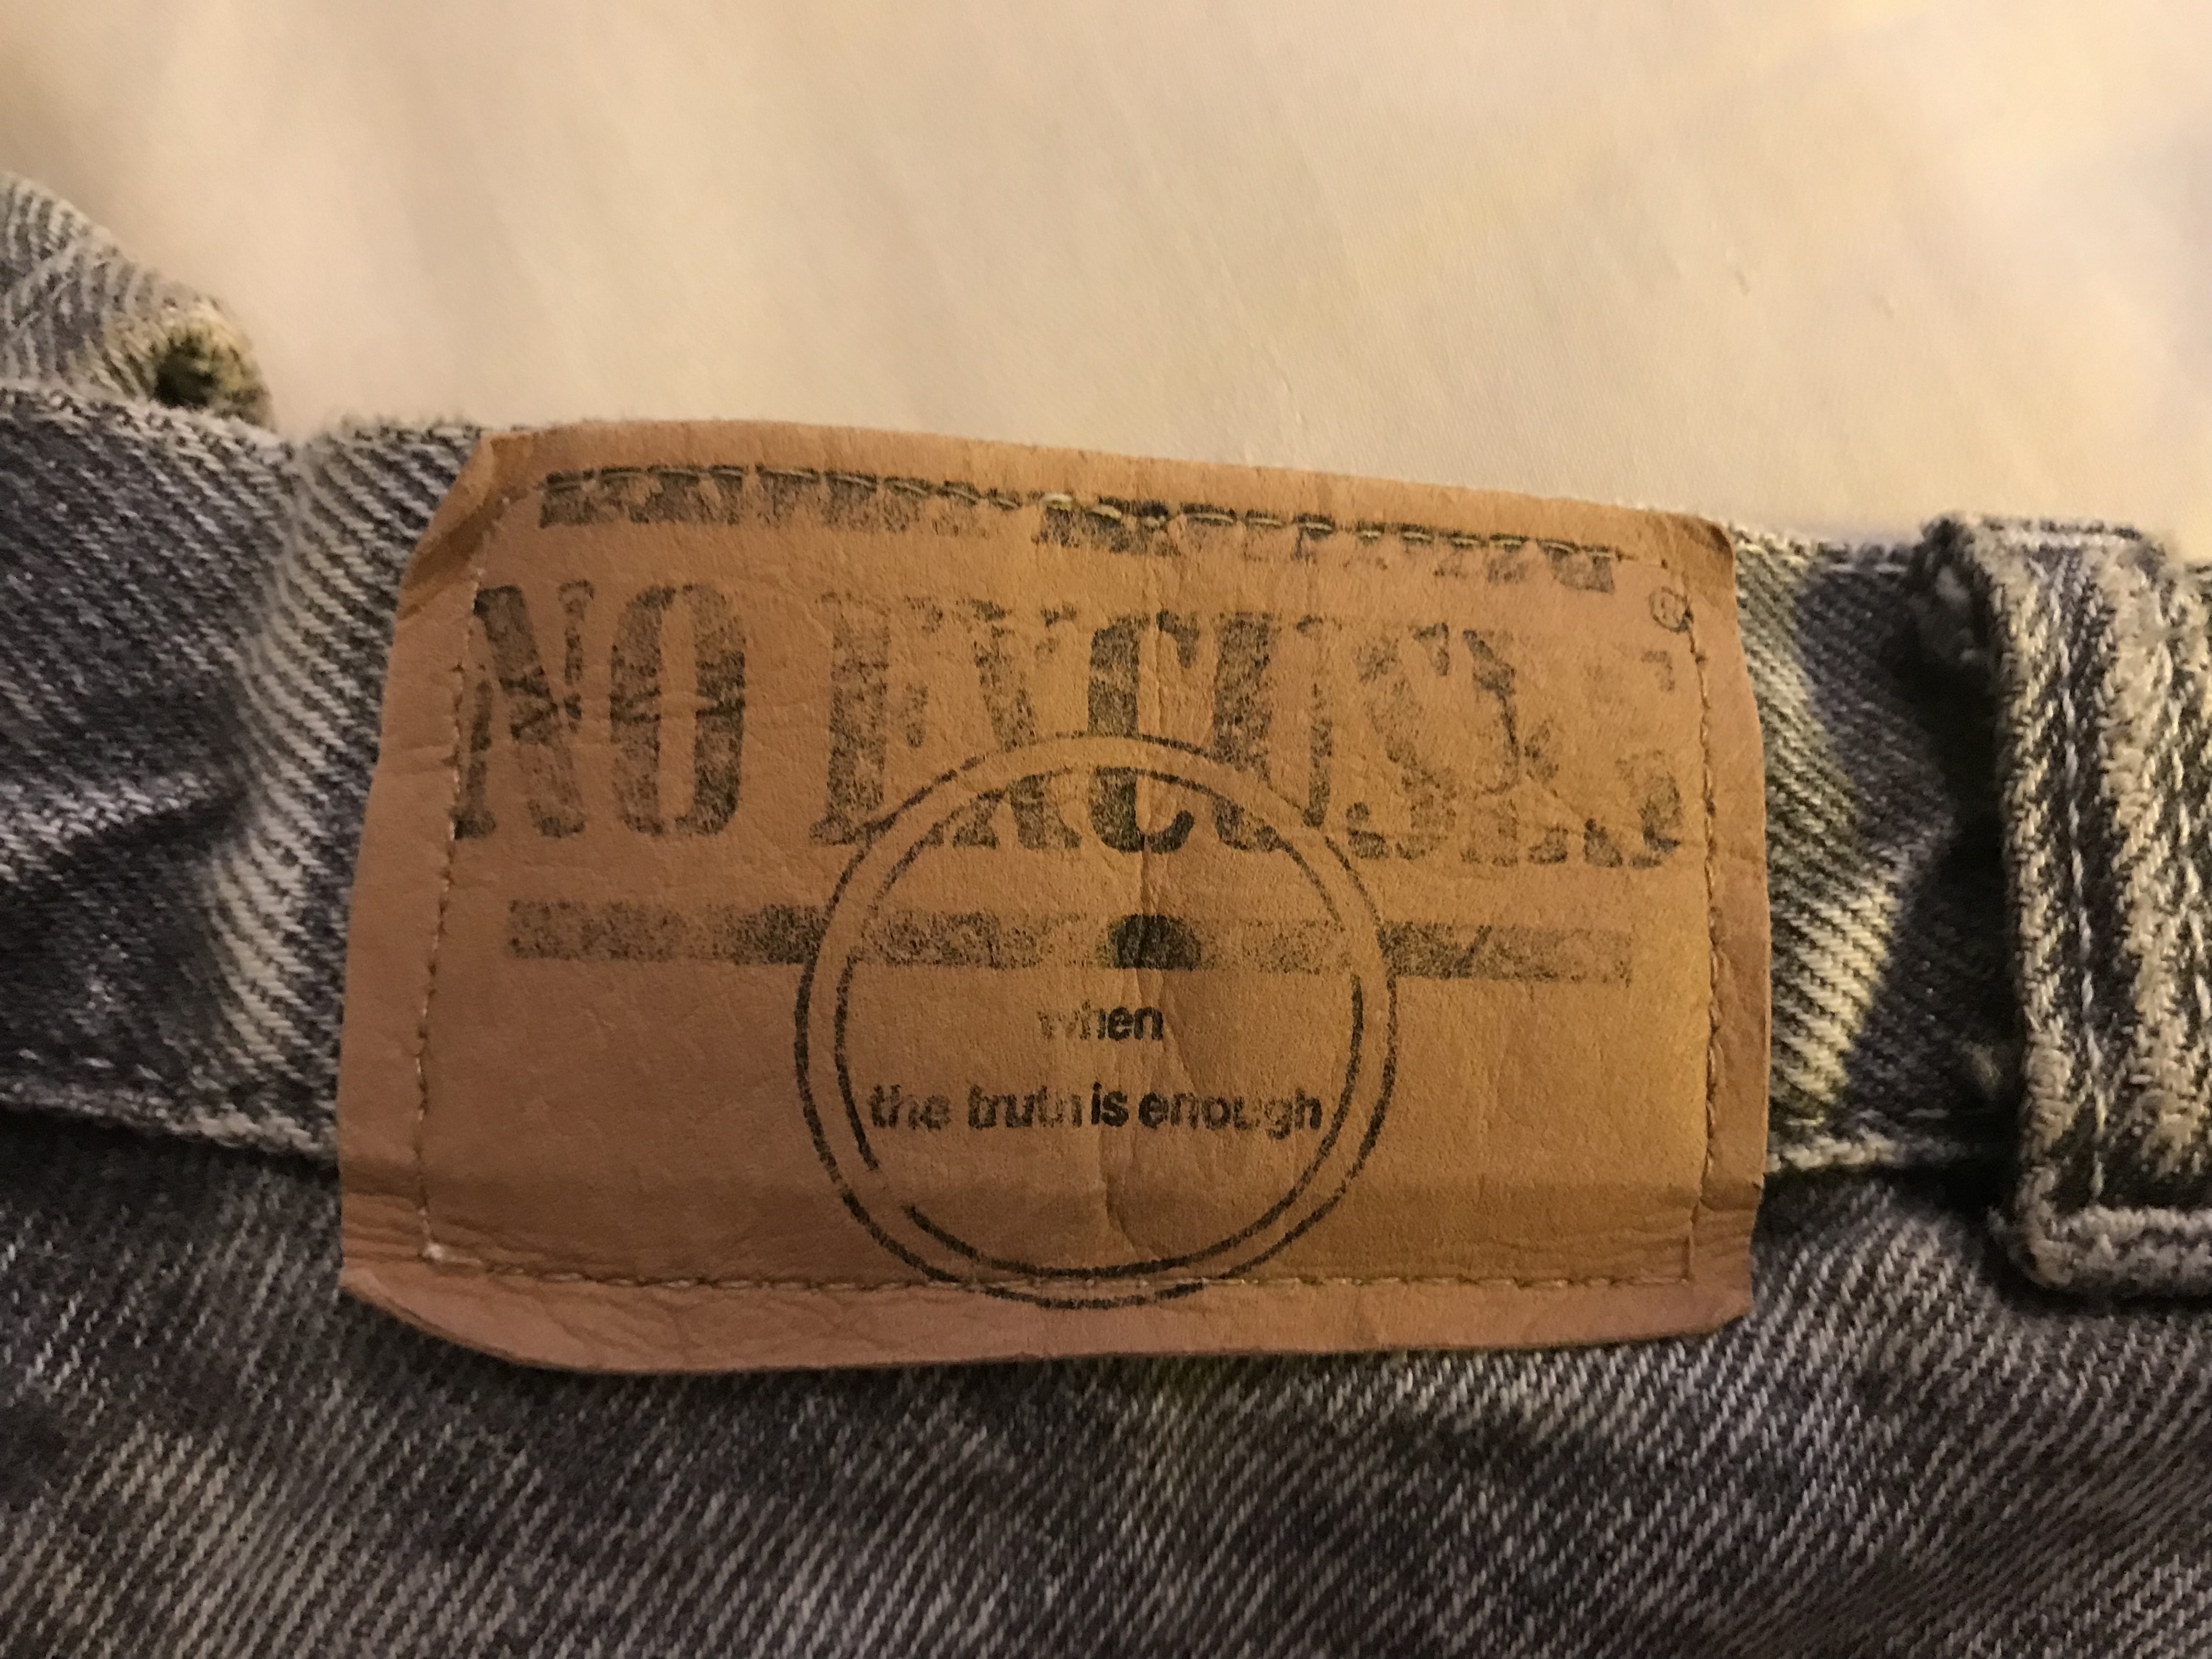 NO EXCUSES
®
when
the truth is enough